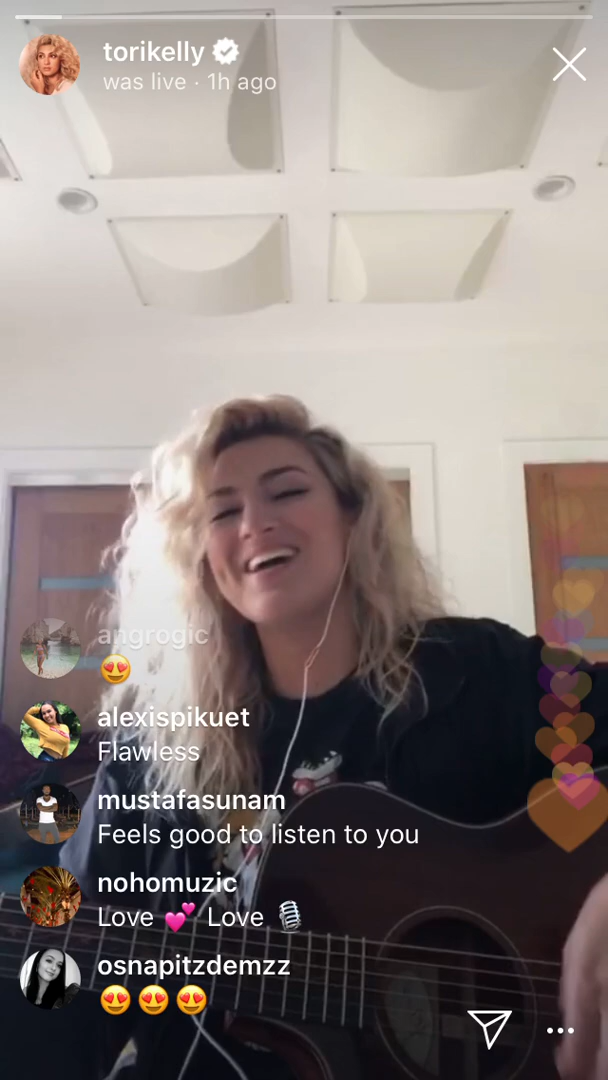 torikelly
was live · 1h ago
angrogic
😍
alexispikuet
Flawless
mustafasunam
Feels good to listen to you
nohomuzic
Love 💕 Love 🎙
osnapitzdemzz
😍😍😍